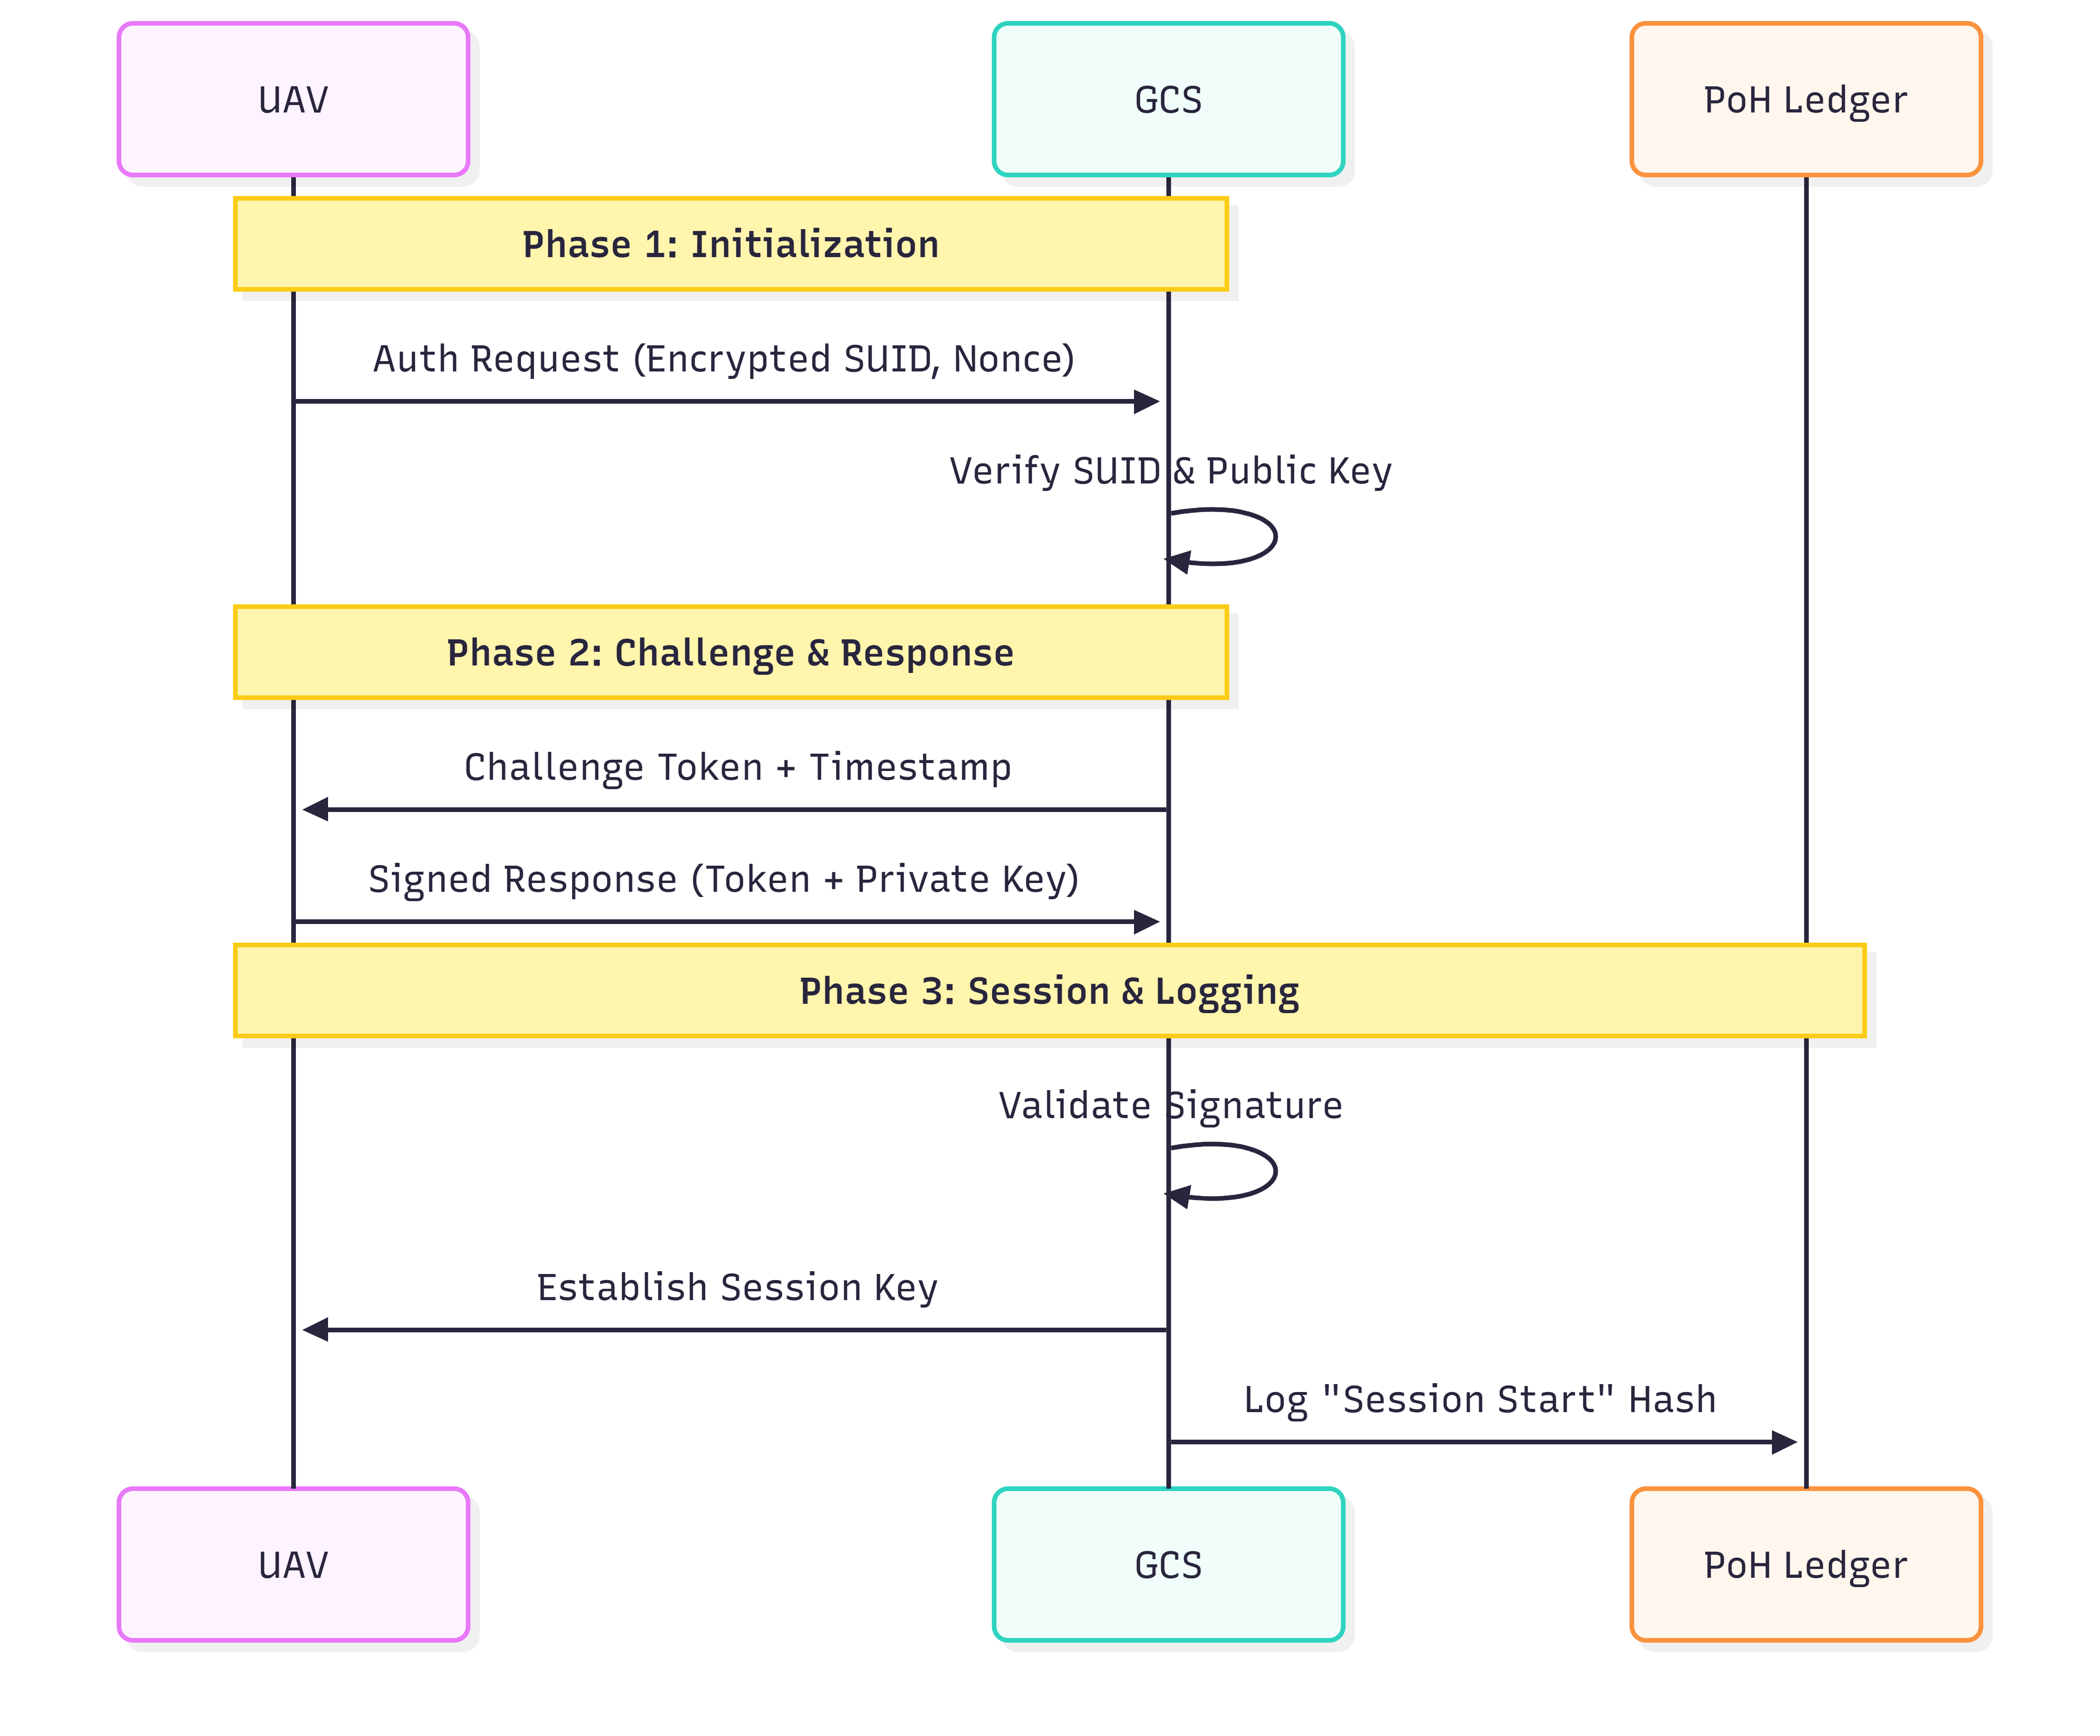 UAV
GCS
PoH Ledger
Phase 1: Initialization
Auth Request (Encrypted SUID, Nonce)
Verify SUID & Public Key
Phase 2: Challenge & Response
Challenge Token + Timestamp
Signed Response (Token + Private Key)
Phase 3: Session & Logging
Validate Signature
Establish Session Key
Log "Session Start" Hash
UAV
GCS
PoH Ledger